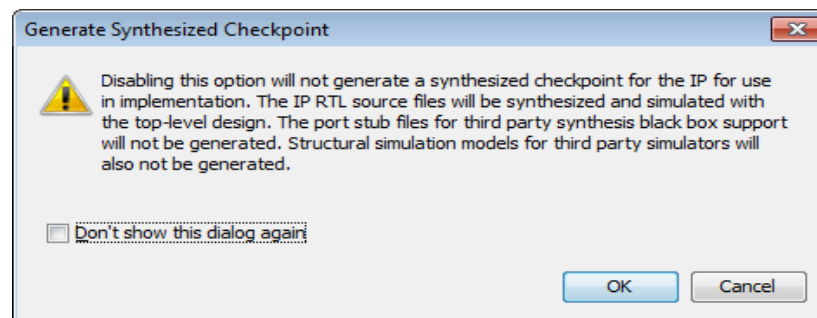 Generate Synthesized Checkpoint
Disabling this option will not generate a synthesized checkpoint for the IP for use
in implementation. The IP RTL source files will be synthesized and simulated with
the top-level design. The port stub files for third party synthesis black box support
will not be generated. Structural simulation models for third party simulators will
also not be generated.
Don't show this dialog again
OK
Cancel